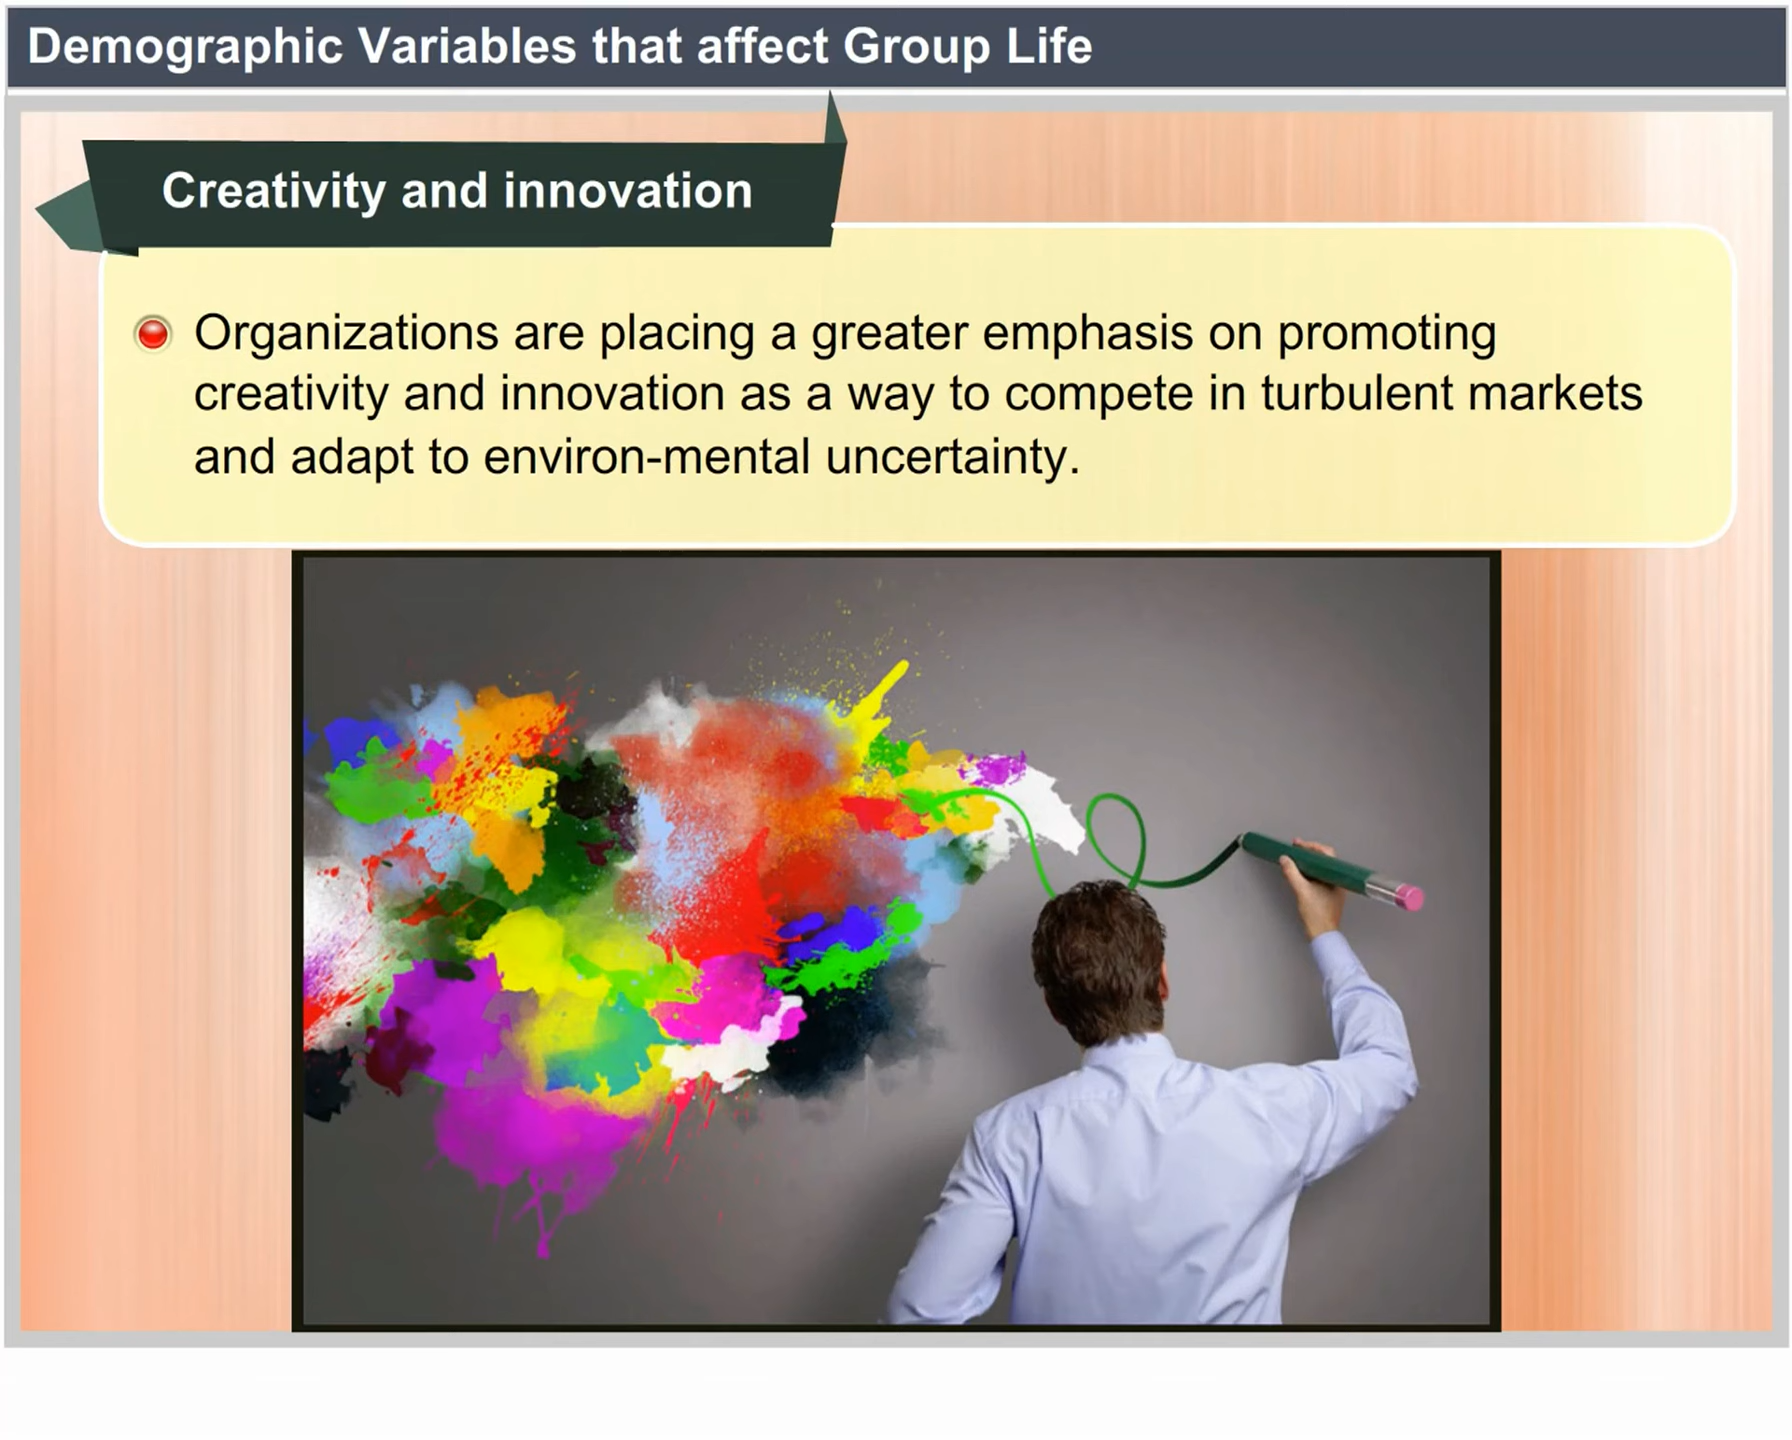 Demographic Variables that affect Group Life
Creativity and innovation
Organizations are placing a greater emphasis on promoting
creativity and innovation as a way to compete in turbulent markets
and adapt to environ-mental uncertainty.